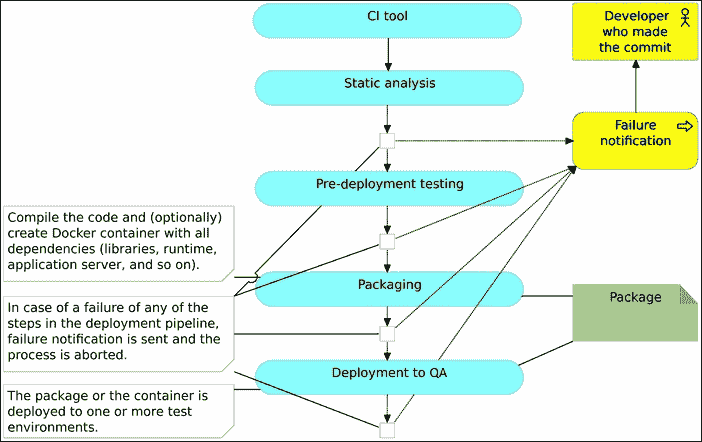 CI tool
Developer
who made
the commit
Static analysis
Failure
notification
Pre-deployment testing
Compile the code and (optionally)
create Docker container with all
dependencies (libraries, runtime,
application server, and so on).
Packaging
Package
In case of a failure of any of the
steps in the deployment pipeline,
failure notification is sent and the
process is aborted.
Deployment to QA
The package or the container is
deployed to one or more test
environments.